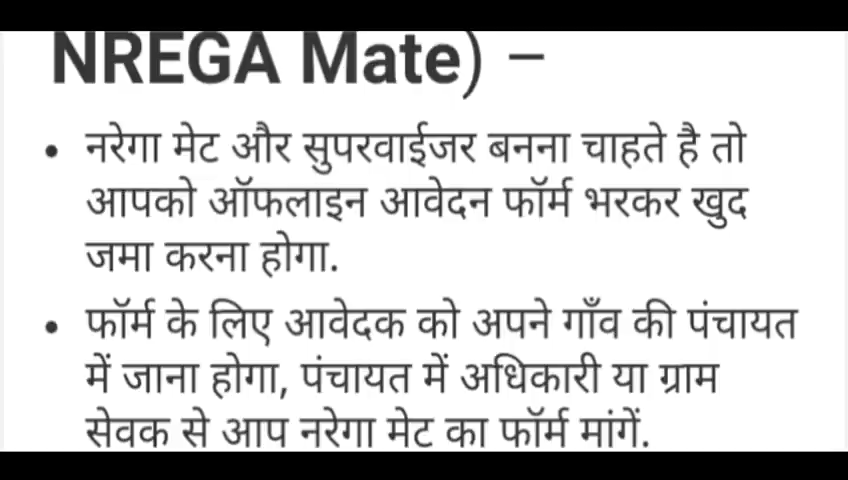 NREGA Mate) –
• नरेगा मेट और सुपरवाईजर बनना चाहते है तो
आपको ऑफलाइन आवेदन फॉर्म भरकर खुद
जमा करना होगा.
• फॉर्म के लिए आवेदक को अपने गाँव की पंचायत
में जाना होगा, पंचायत में अधिकारी या ग्राम
सेवक से आप नरेगा मेट का फॉर्म मांगें.